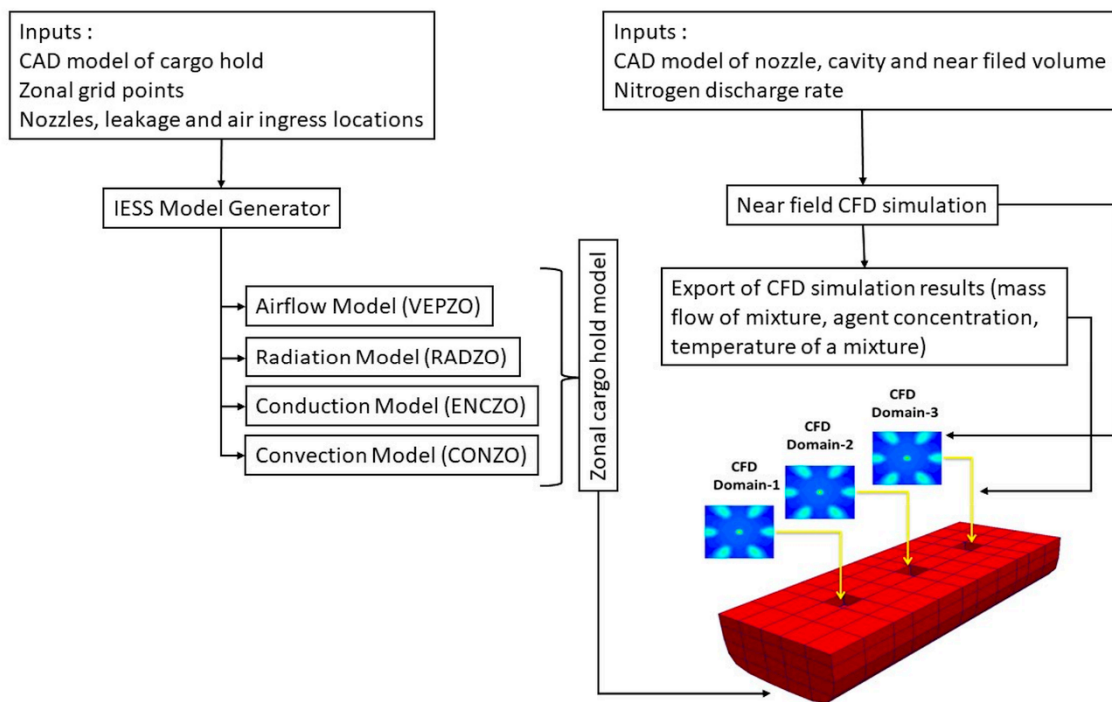 Inputs :
CAD model of cargo hold
Zonal grid points
Nozzles, leakage and air ingress locations
IESS Model Generator
Airflow Model (VEPZO)
Radiation Model (RADZO)
Conduction Model (ENCZO)
Convection Model (CONZO)
Zonal cargo hold model
Inputs :
CAD model of nozzle, cavity and near filed volume
Nitrogen discharge rate
Near field CFD simulation
Export of CFD simulation results (mass
flow of mixture, agent concentration,
temperature of a mixture)
CFD
Domain-1
CFD
Domain-2
CFD
Domain-3